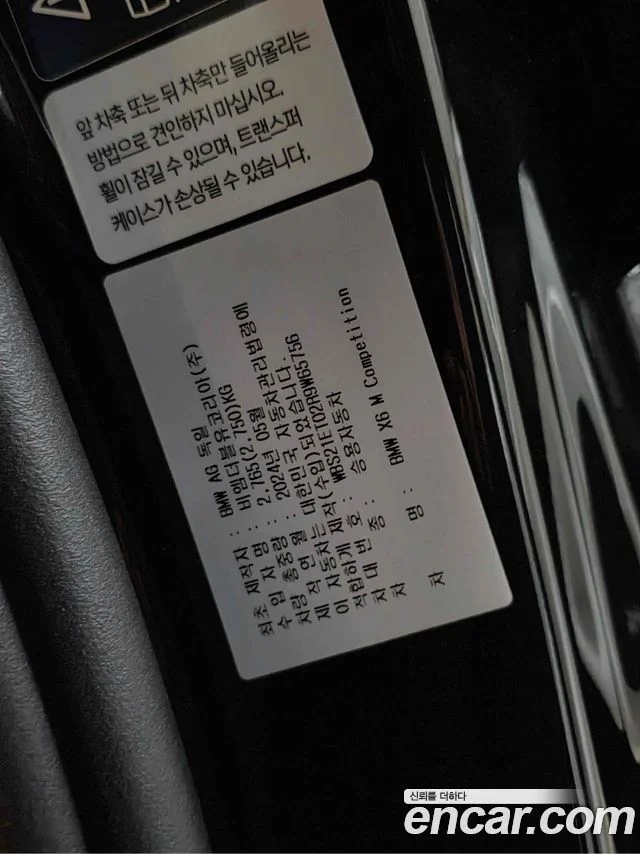 앞 차축 또는 뒤 차축만 들어올리는
방법으로 견인하지 마십시오.
휠이 잠길 수 있으며, 트랜스퍼
케이스가 손상될 수 있습니다.
최초 제작자 : BMW AG 독일
수입자명 : 비엠더블유코리아(주)
차량총중량 : 2,765(2,750)KG
제작연월 : 2024년 05월
이 자동차는 대한민국 자동차관리법령에
적합하게 제작(수입)되었습니다.
차대번호 : WBS21ET02R9W65756
차종 : 승용자동차
차명 : BMW X6 M Competition
신뢰를 더하다
encar.com